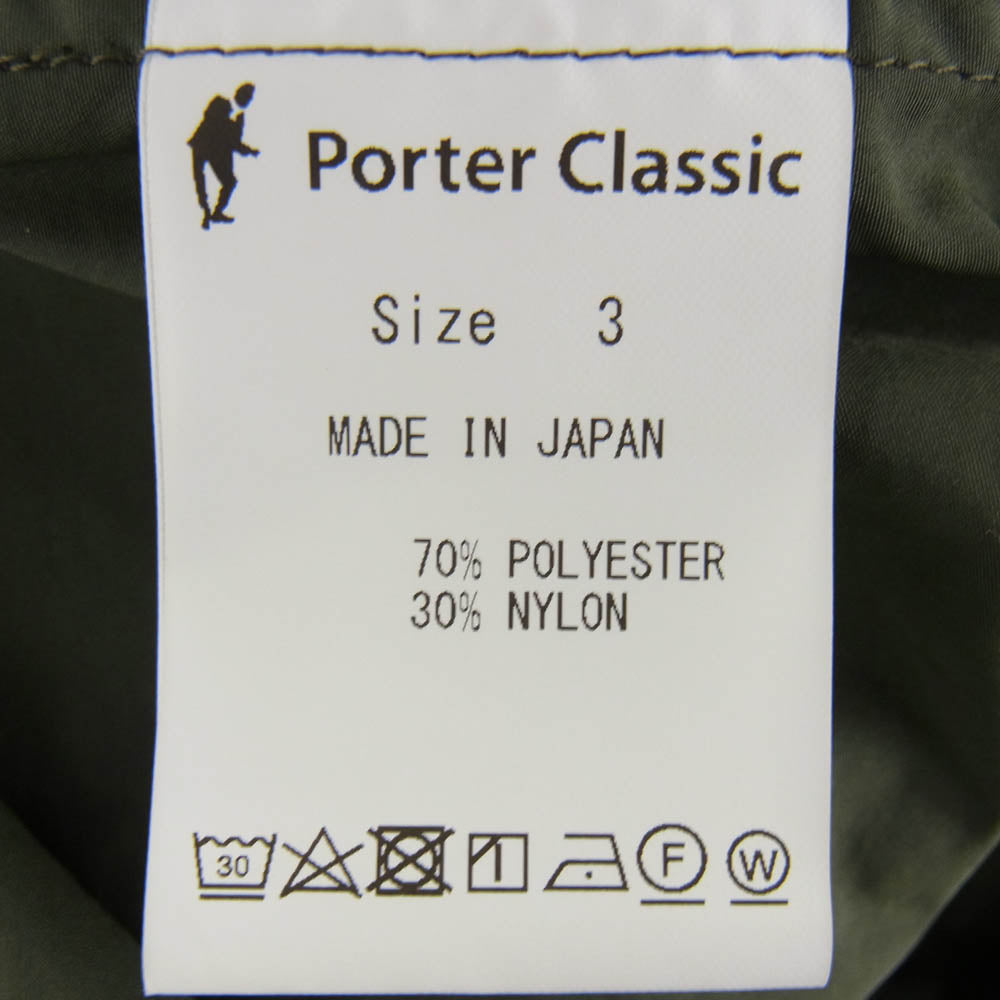 Porter Classic
Size 3
MADE IN JAPAN
70% POLYESTER
30% NYLON
30 F W